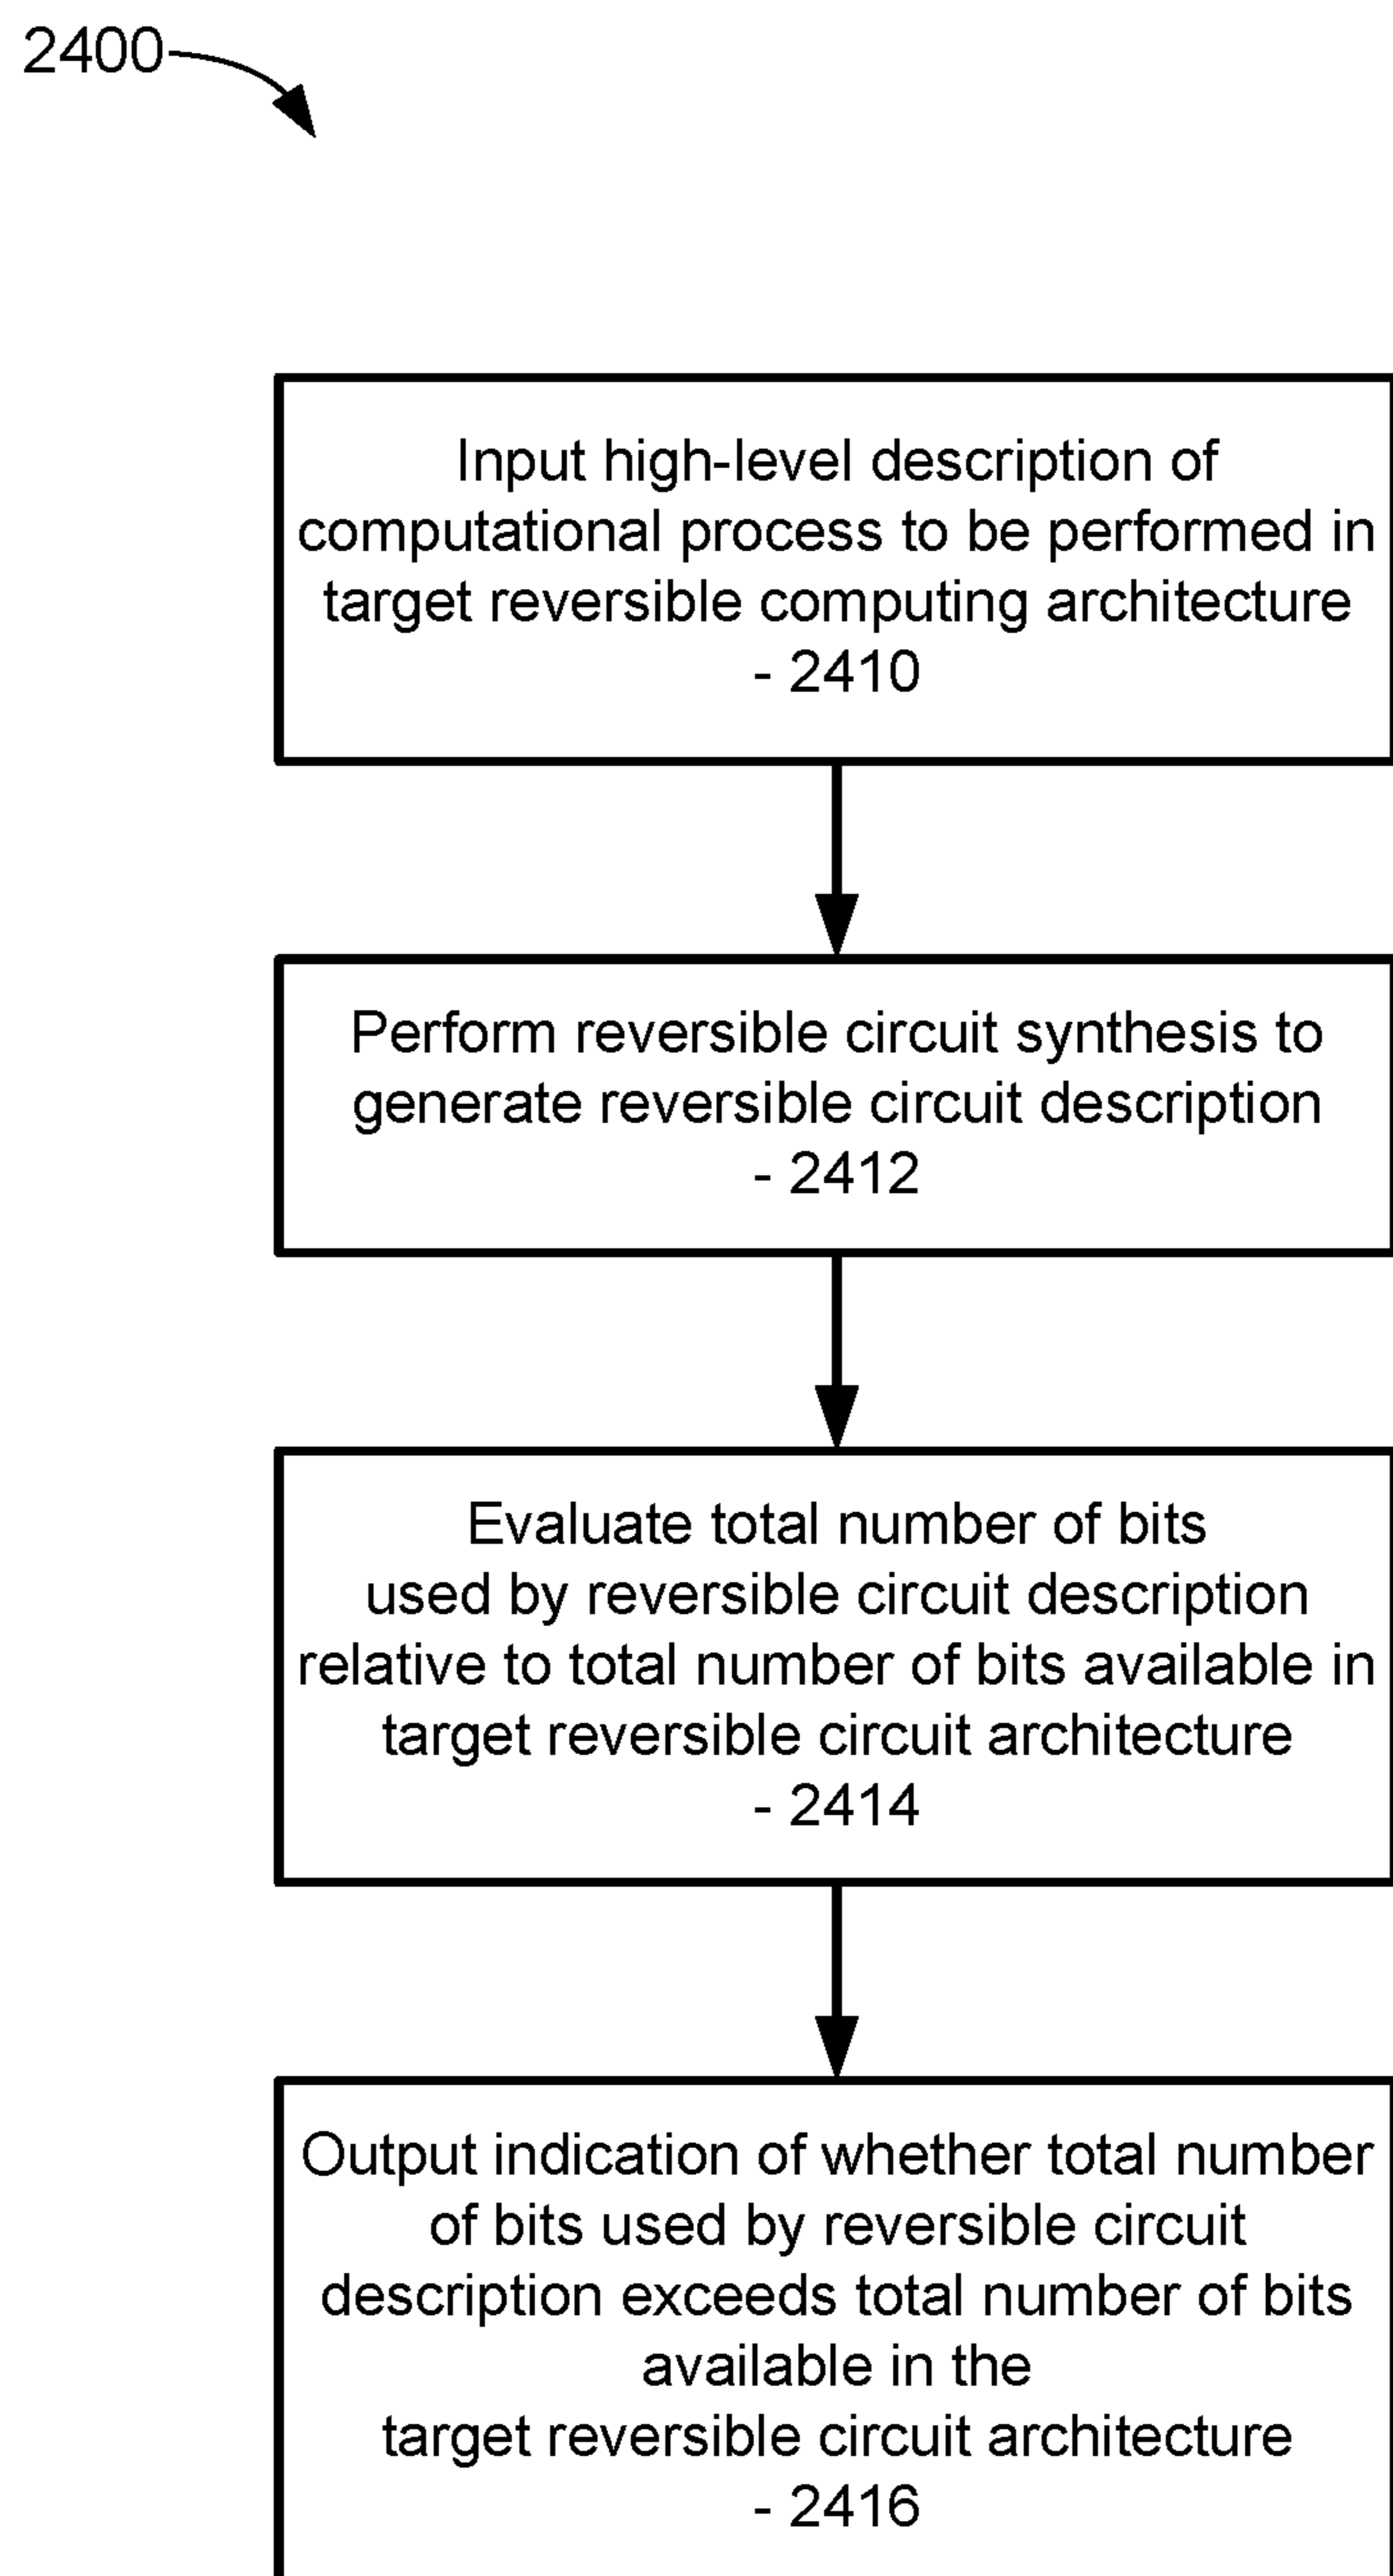 2400
Input high-level description of
computational process to be performed in
target reversible computing architecture
- 2410
Perform reversible circuit synthesis to
generate reversible circuit description
- 2412
Evaluate total number of bits
used by reversible circuit description
relative to total number of bits available in
target reversible circuit architecture
- 2414
Output indication of whether total number
of bits used by reversible circuit
description exceeds total number of bits
available in the
target reversible circuit architecture
- 2416